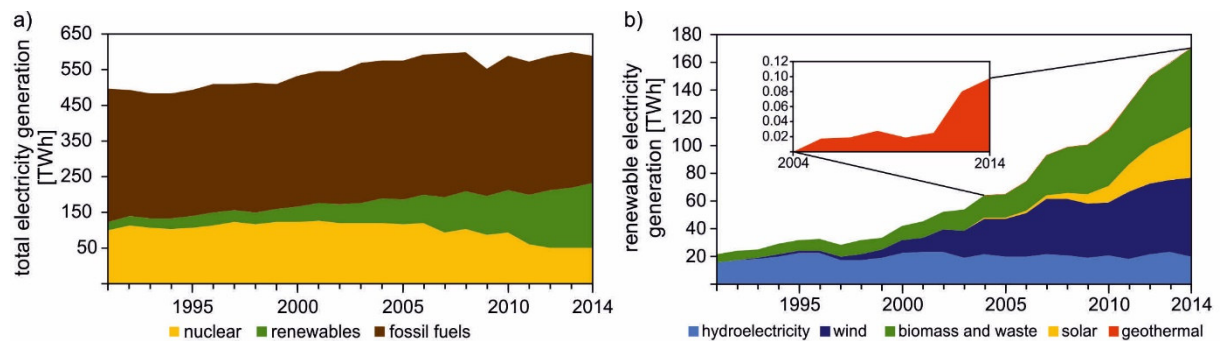 a)
total electricity generation
[TWh]
650
550
450
350
250
150
50
1995
2000
2005
2010
2014
nuclear
renewables
fossil fuels
b)
renewable electricity
generation [TWh]
180
160
140
120
100
80
60
40
20
0.12
0.10
0.08
0.06
0.04
0.02
2004
2014
1995
2000
2005
2010
2014
hydroelectricity
wind
biomass and waste
solar
geothermal